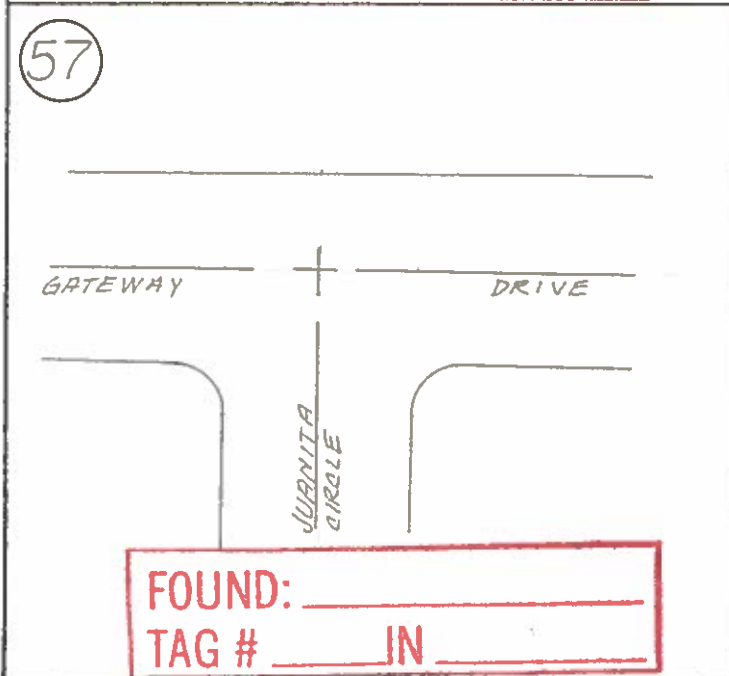 57
GATEWAY DRIVE
JUANITA
CIRCLE
FOUND:
TAG # IN